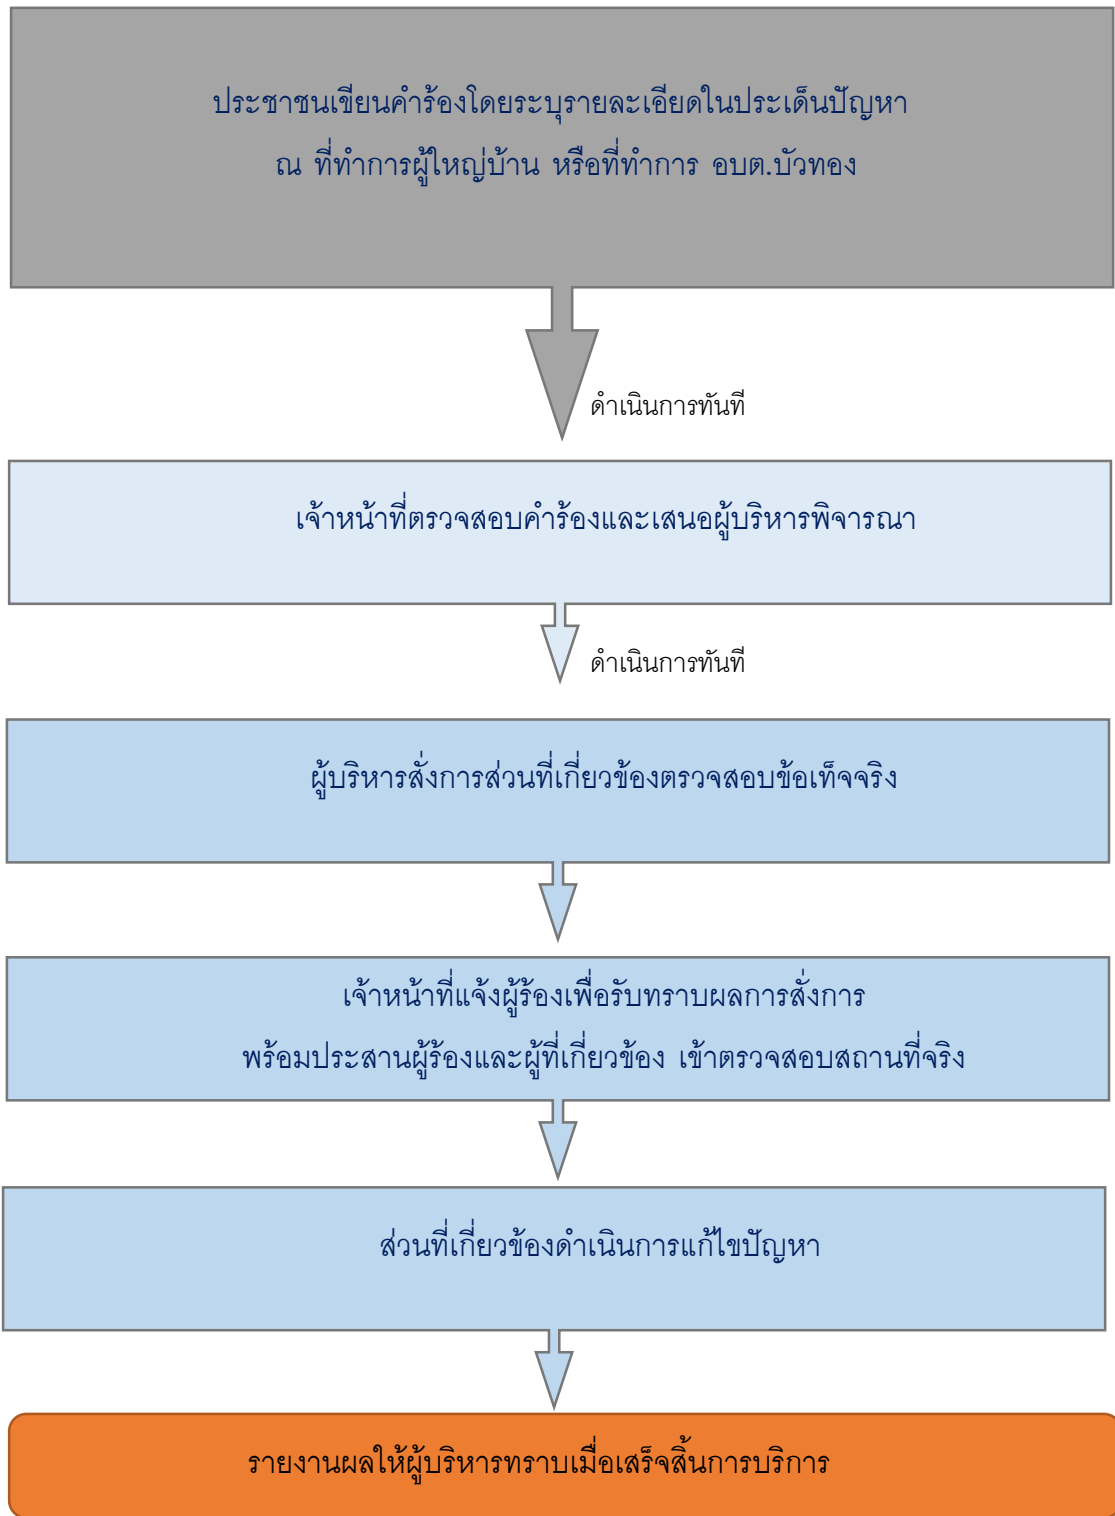 ประชาชนเขียนคำร้องโดยระบุรายละเอียดในประเด็นปัญหา
ณ ที่ทำการผู้ใหญ่บ้าน หรือที่ทำการ อบต.บัวทอง
ดำเนินการทันที
เจ้าหน้าที่ตรวจสอบคำร้องและเสนอผู้บริหารพิจารณา
ดำเนินการทันที
ผู้บริหารสั่งการส่วนที่เกี่ยวข้องตรวจสอบข้อเท็จจริง
เจ้าหน้าที่แจ้งผู้ร้องเพื่อรับทราบผลการสั่งการ
พร้อมประสานผู้ร้องและผู้ที่เกี่ยวข้อง เข้าตรวจสอบสถานที่จริง
ส่วนที่เกี่ยวข้องดำเนินการแก้ไขปัญหา
รายงานผลให้ผู้บริหารทราบเมื่อเสร็จสิ้นการบริการ